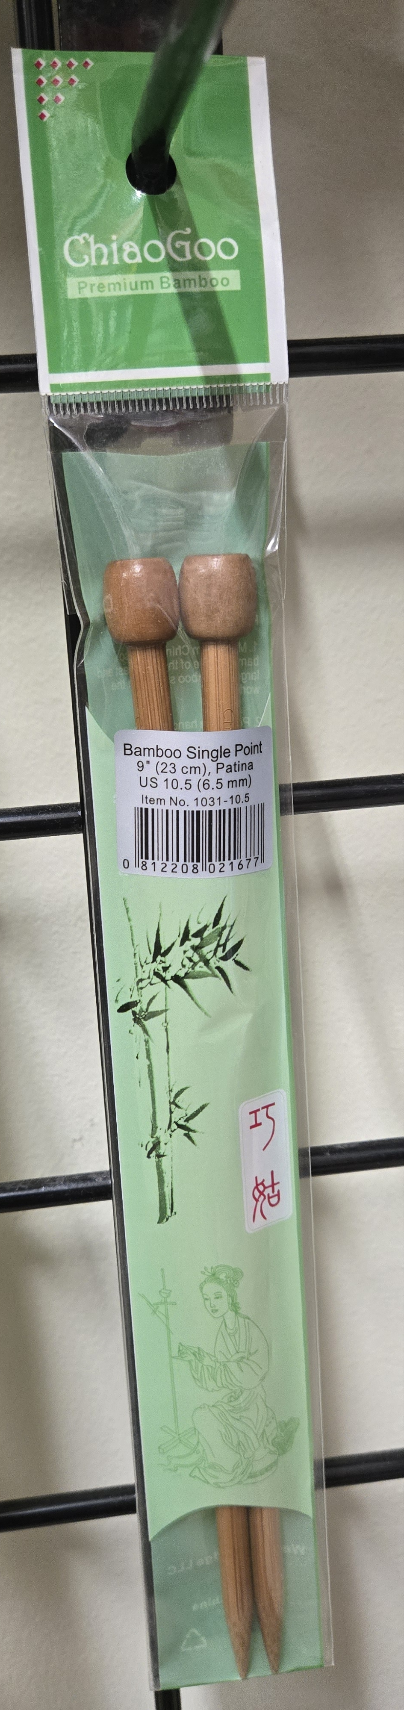 ChiaoGoo
Premium Bamboo
Bamboo Single Point
9" (23 cm), Patina
US 10.5 (6.5 mm)
Item No. 1031-10.5
0 812208 021677
巧
姑